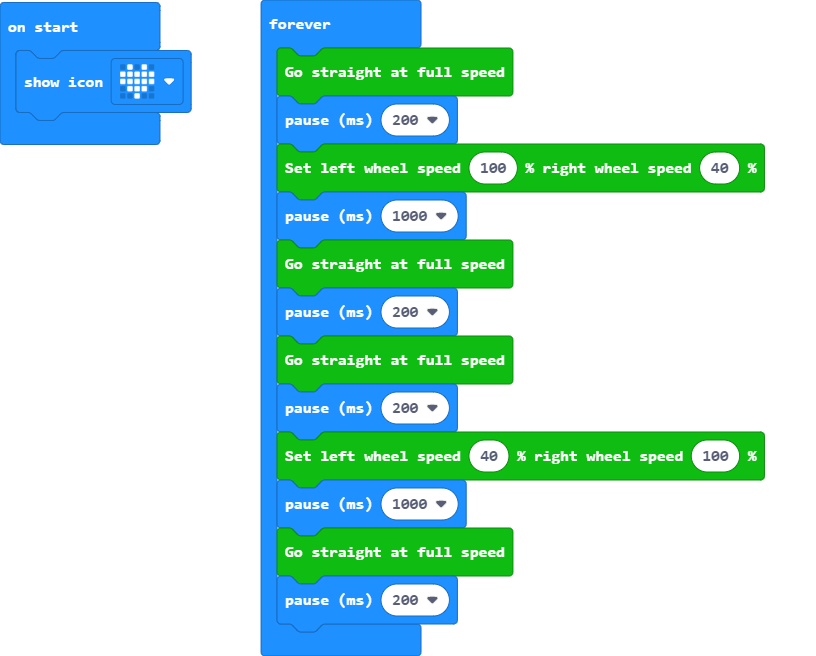 on start
show icon
forever
Go straight at full speed
pause (ms) 200
Set left wheel speed 100 % right wheel speed 40 %
pause (ms) 1000
Go straight at full speed
pause (ms) 200
Go straight at full speed
pause (ms) 200
Set left wheel speed 40 % right wheel speed 100 %
pause (ms) 1000
Go straight at full speed
pause (ms) 200